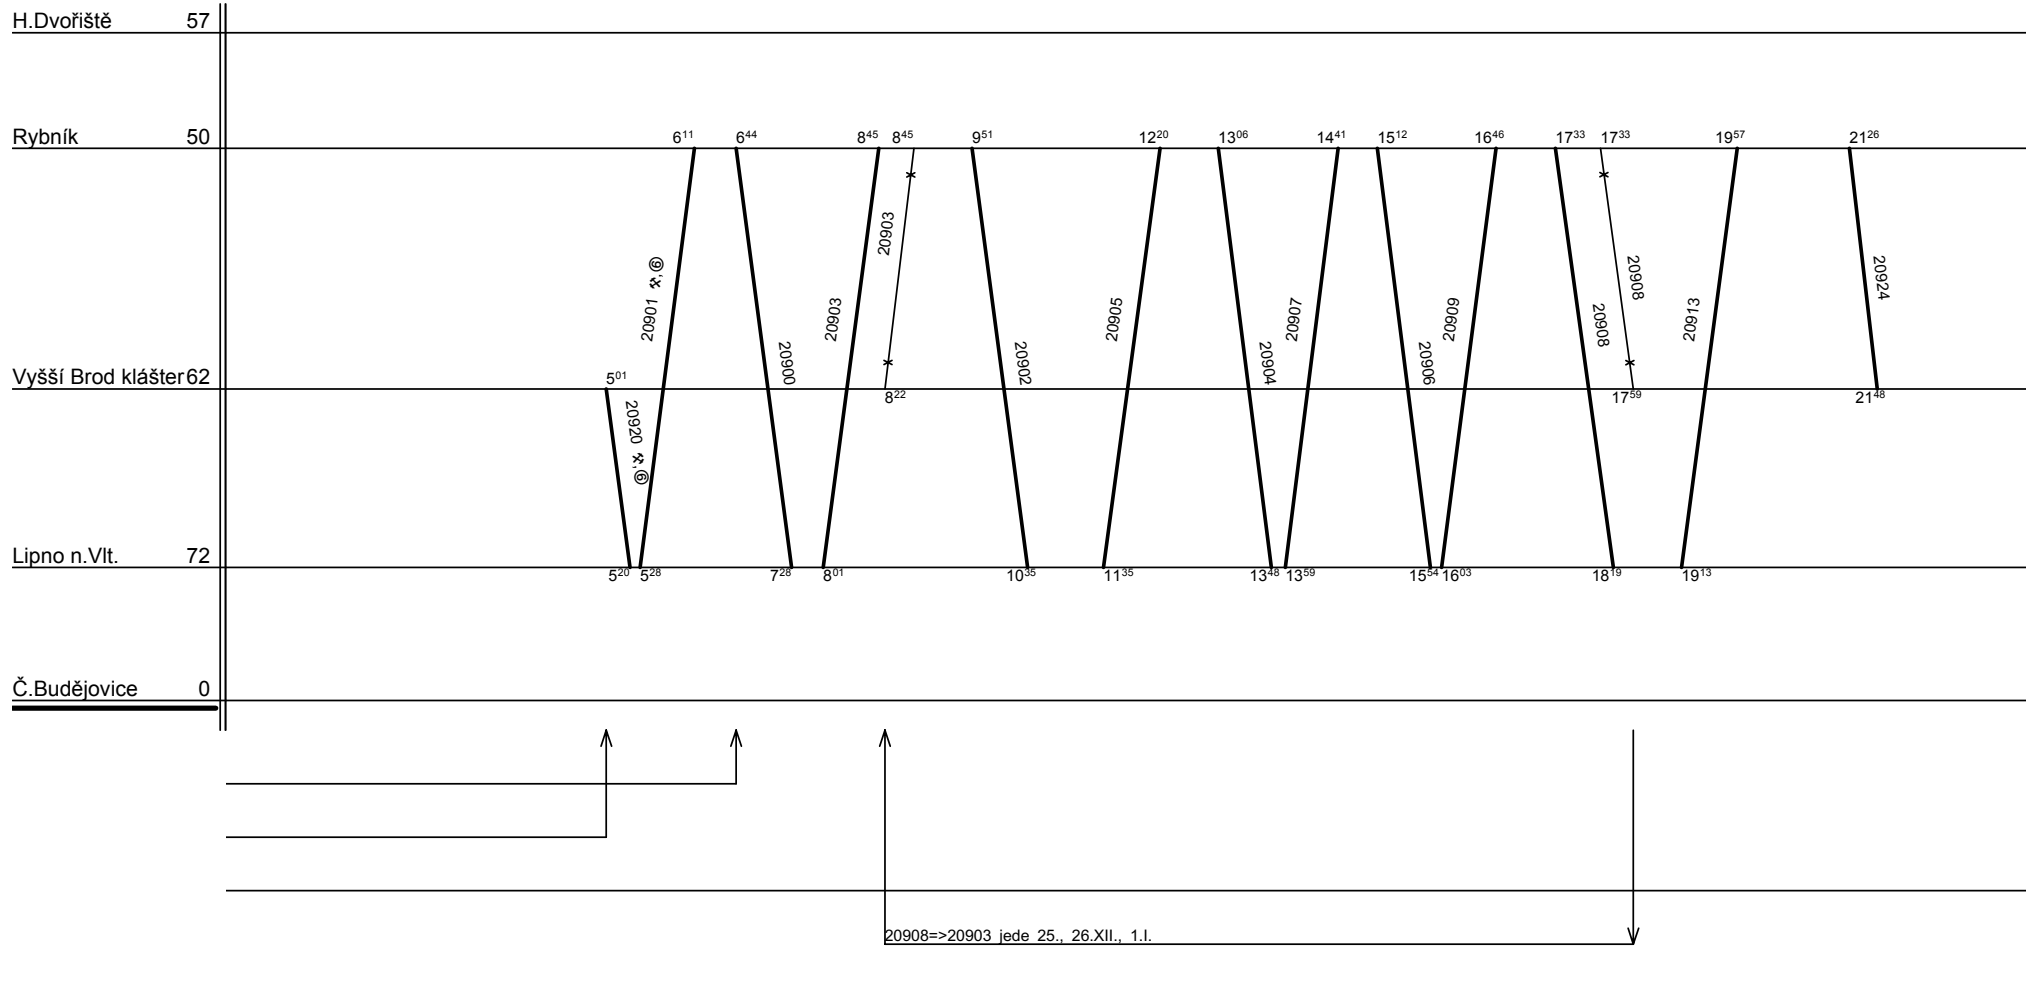 H.Dvořiště 57
Rybník 50
6¹¹ 6⁴⁴ 8⁴⁵ 8⁴⁵ 9⁵¹ 12²⁰ 13⁰⁶ 14⁴¹ 15¹² 16⁴⁶ 17³³ 17³³ 19⁵⁷ 21²⁶
20901 ⚒,⑥
20900
20903
20903
20902
20905
20904
20907
20906
20909
20908
20908
20913
20924
Vyšší Brod klášter 62
5⁰¹ 8²² 17⁵⁹ 21⁴⁸
20920 ⚒,⑥
Lipno n.Vlt. 72
5²⁰ 5²⁸ 7²⁸ 8⁰¹ 10³⁵ 11³⁵ 13⁴⁸ 13⁵⁹ 15⁵⁴ 16⁰³ 18¹⁹ 19¹³
Č.Budějovice 0
20908=>20903 jede 25., 26.XII., 1.I.